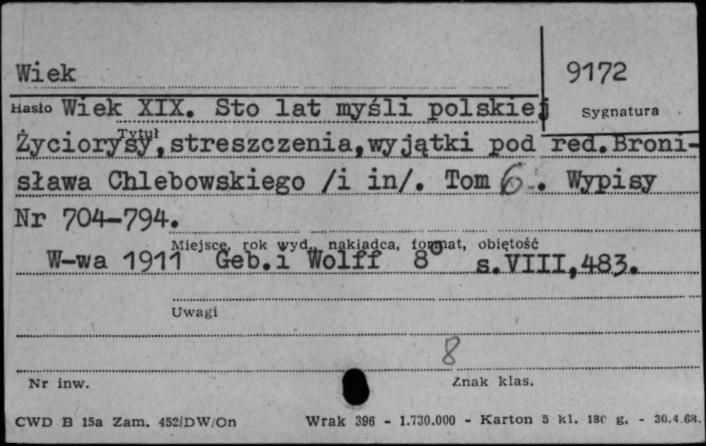 Wiek
9172
Hasło Wiek XIX. Sto lat myśli polskiej
Sygnatura
Tytuł
Życiorysy, streszczenia, wyjątki pod red. Broni-
sława Chlebowskiego /i in/. Tom 6. Wypisy
Nr 704-794.
Miejsce, rok wyd., nakładca, format, objętość
W-wa 1911 Geb. i Wolff 8° s. VIII, 483.
Uwagi
8
Nr inw.
Znak klas.
CWD B 15a Zam. 452/DW/On Wrak 396 - 1.730.000 - Karton 5 kl. 180 g. - 30.4.68.